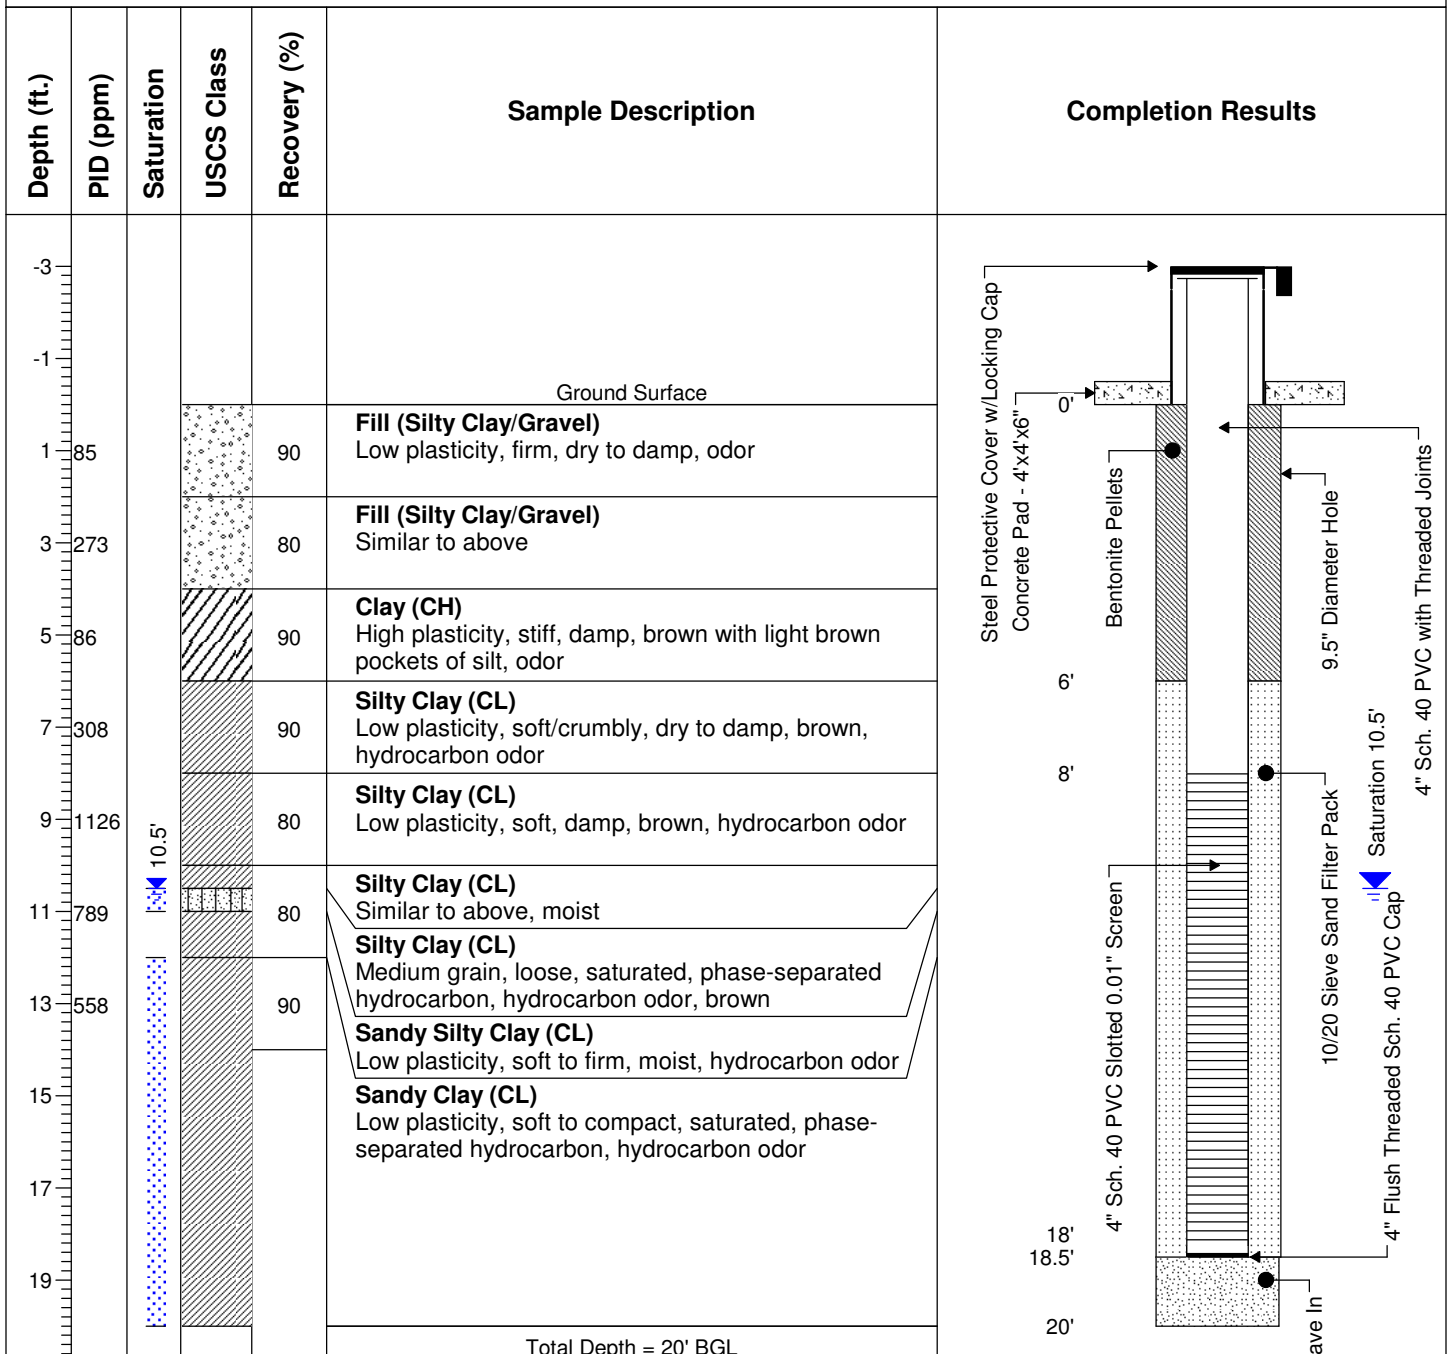 Depth (ft.)
PID (ppm)
Saturation
USCS Class
Recovery (%)
Sample Description
Completion Results
-3
-1
1
3
5
7
9
11
13
15
17
19
85
273
86
308
1126
789
558
10.5'
90
80
90
90
80
80
90
Ground Surface
Fill (Silty Clay/Gravel)
Low plasticity, firm, dry to damp, odor
Fill (Silty Clay/Gravel)
Similar to above
Clay (CH)
High plasticity, stiff, damp, brown with light brown
pockets of silt, odor
Silty Clay (CL)
Low plasticity, soft/crumbly, dry to damp, brown,
hydrocarbon odor
Silty Clay (CL)
Low plasticity, soft, damp, brown, hydrocarbon odor
Silty Clay (CL)
Similar to above, moist
Silty Clay (CL)
Medium grain, loose, saturated, phase-separated
hydrocarbon, hydrocarbon odor, brown
Sandy Silty Clay (CL)
Low plasticity, soft to firm, moist, hydrocarbon odor
Sandy Clay (CL)
Low plasticity, soft to compact, saturated, phase-
separated hydrocarbon, hydrocarbon odor
Total Depth = 20' BGL
Steel Protective Cover w/Locking Cap
Concrete Pad - 4'x4'x6"
0'
Bentonite Pellets
9.5" Diameter Hole
4" Sch. 40 PVC with Threaded Joints
6'
8'
Saturation 10.5'
10/20 Sieve Sand Filter Pack
4" Sch. 40 PVC Slotted 0.01" Screen
4" Flush Threaded Sch. 40 PVC Cap
18'
18.5'
20'
ave In